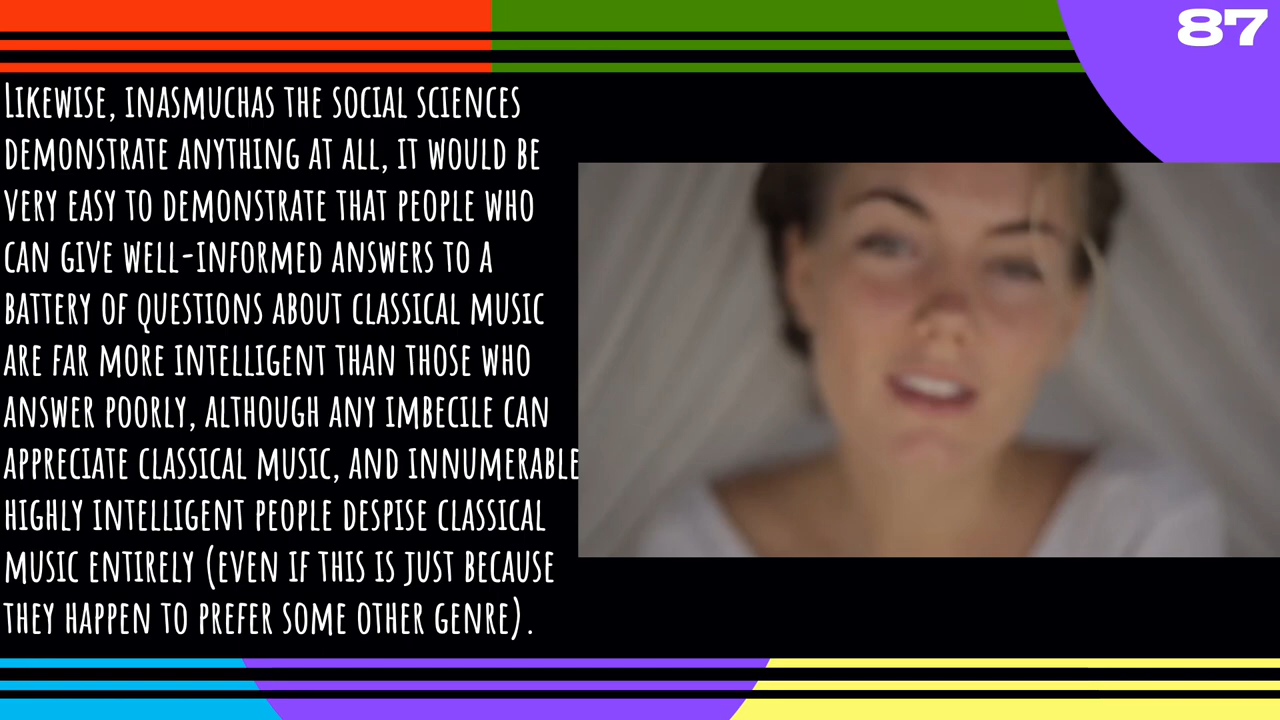 87
Likewise, inasmuchas the social sciences
demonstrate anything at all, it would be
very easy to demonstrate that people who
can give well-informed answers to a
battery of questions about classical music
are far more intelligent than those who
answer poorly, although any imbecile can
appreciate classical music, and innumerable
highly intelligent people despise classical
music entirely (even if this is just because
they happen to prefer some other genre).